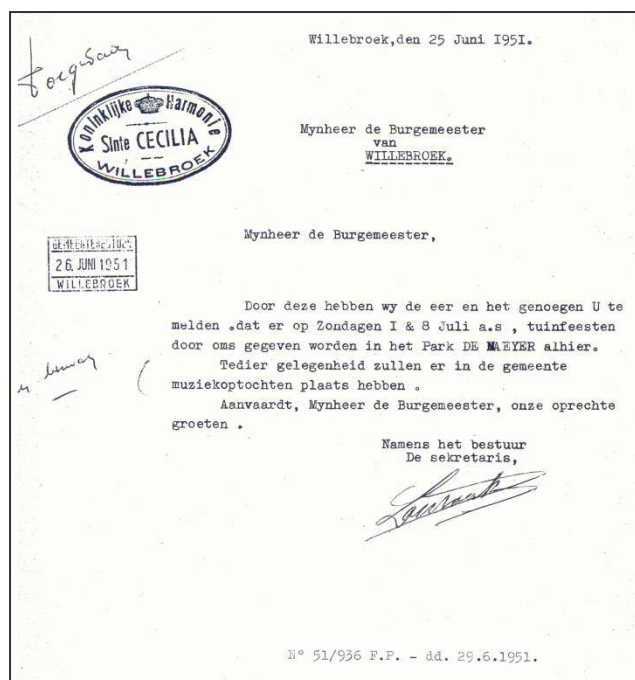 Willebroek,den 25 Juni I95I.
Koninklijke Harmonie
Sinte CECILIA
WILLEBROEK
Mynheer de Burgemeester
van
WILLEBROEK.
Mynheer de Burgemeester,
GEMEENTEBESTUUR
26. JUNI 1951
WILLEBROEK
Door deze hebben wy de eer en het genoegen U te
melden .dat er op Zondagen I & 8 Juli a.s , tuinfeesten
door oms gegeven worden in het Park DE NAEYER alhier.
Tedier gelegenheid zullen er in de gemeente
muziekoptochten plaats hebben .
Aanvaardt, Mynheer de Burgemeester, onze oprechte
groeten .
Namens het bestuur
De sekretaris,
N° 51/936 F.P. - dd. 29.6.1951.